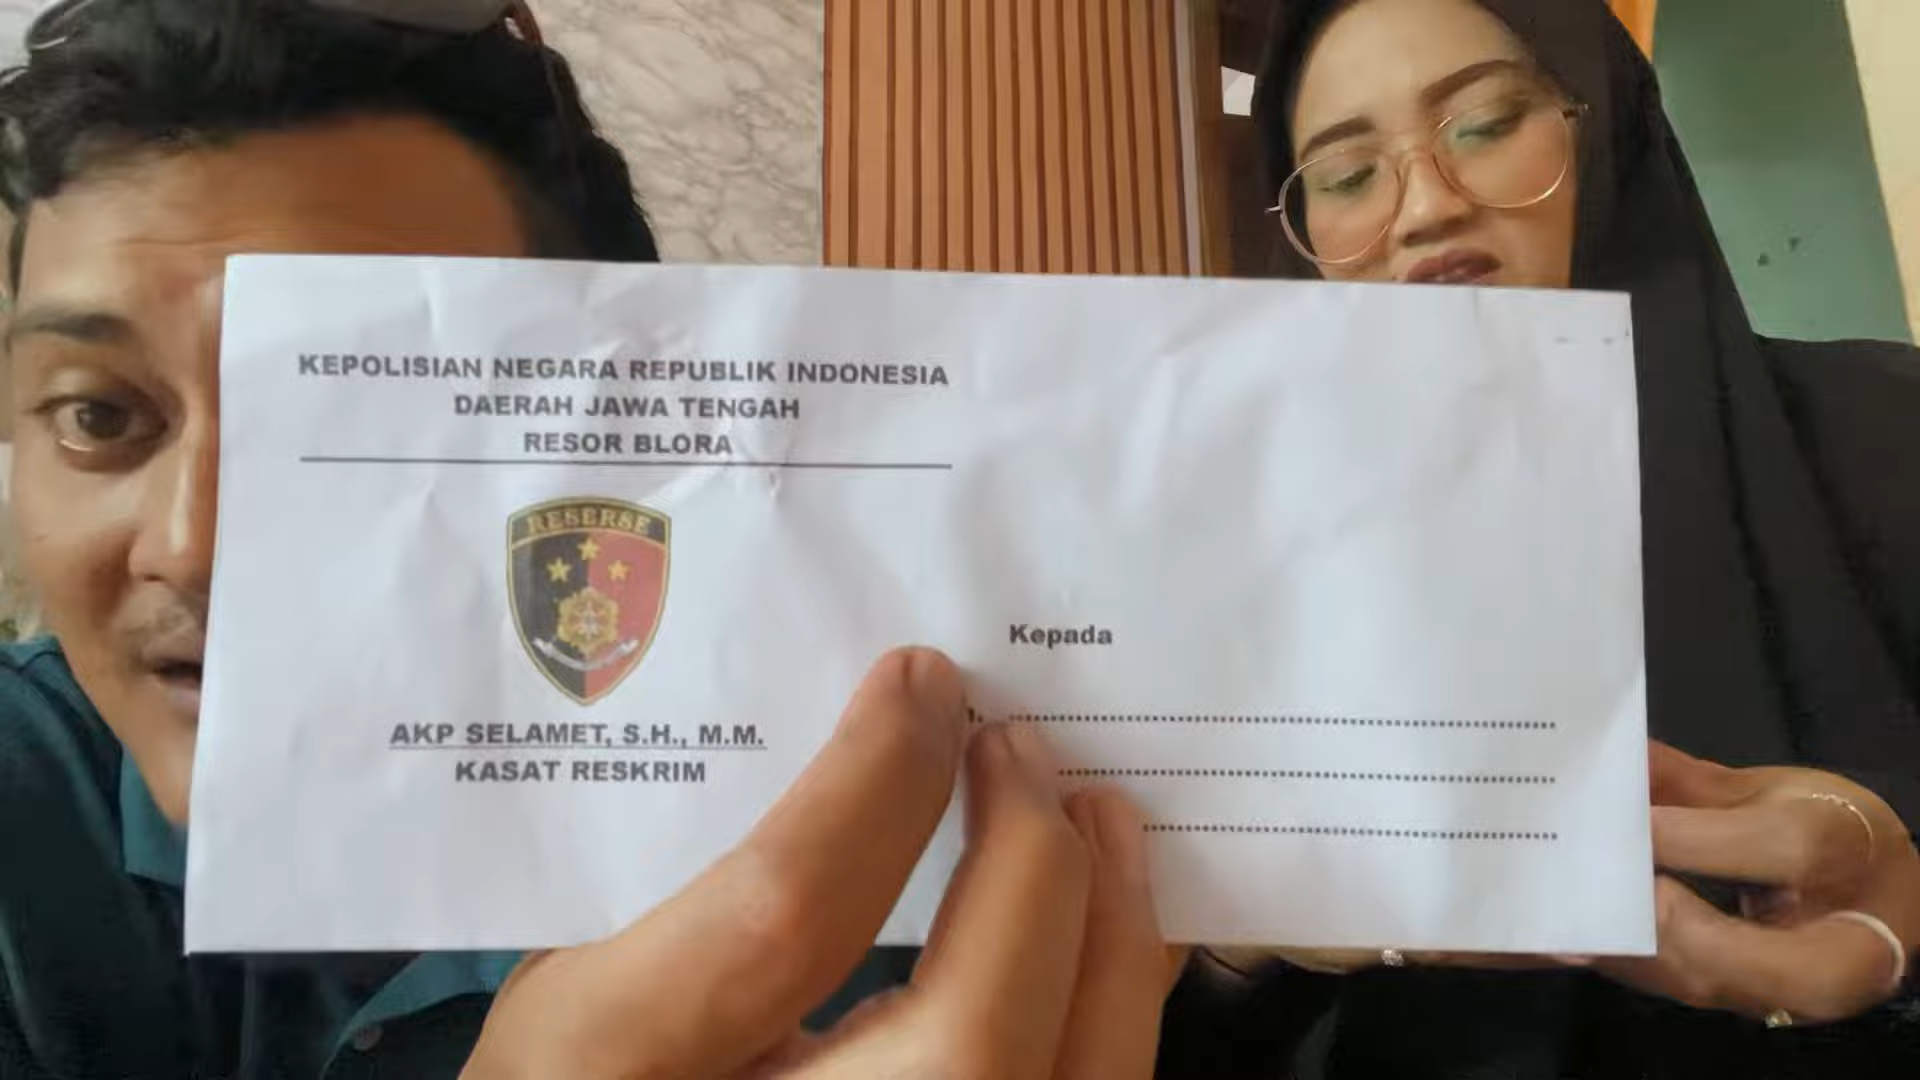 KEPOLISIAN NEGARA REPUBLIK INDONESIA
DAERAH JAWA TENGAH
RESOR BLORA
RESERSE
AKP SELAMET, S.H., M.M.
KASAT RESKRIM
Kepada